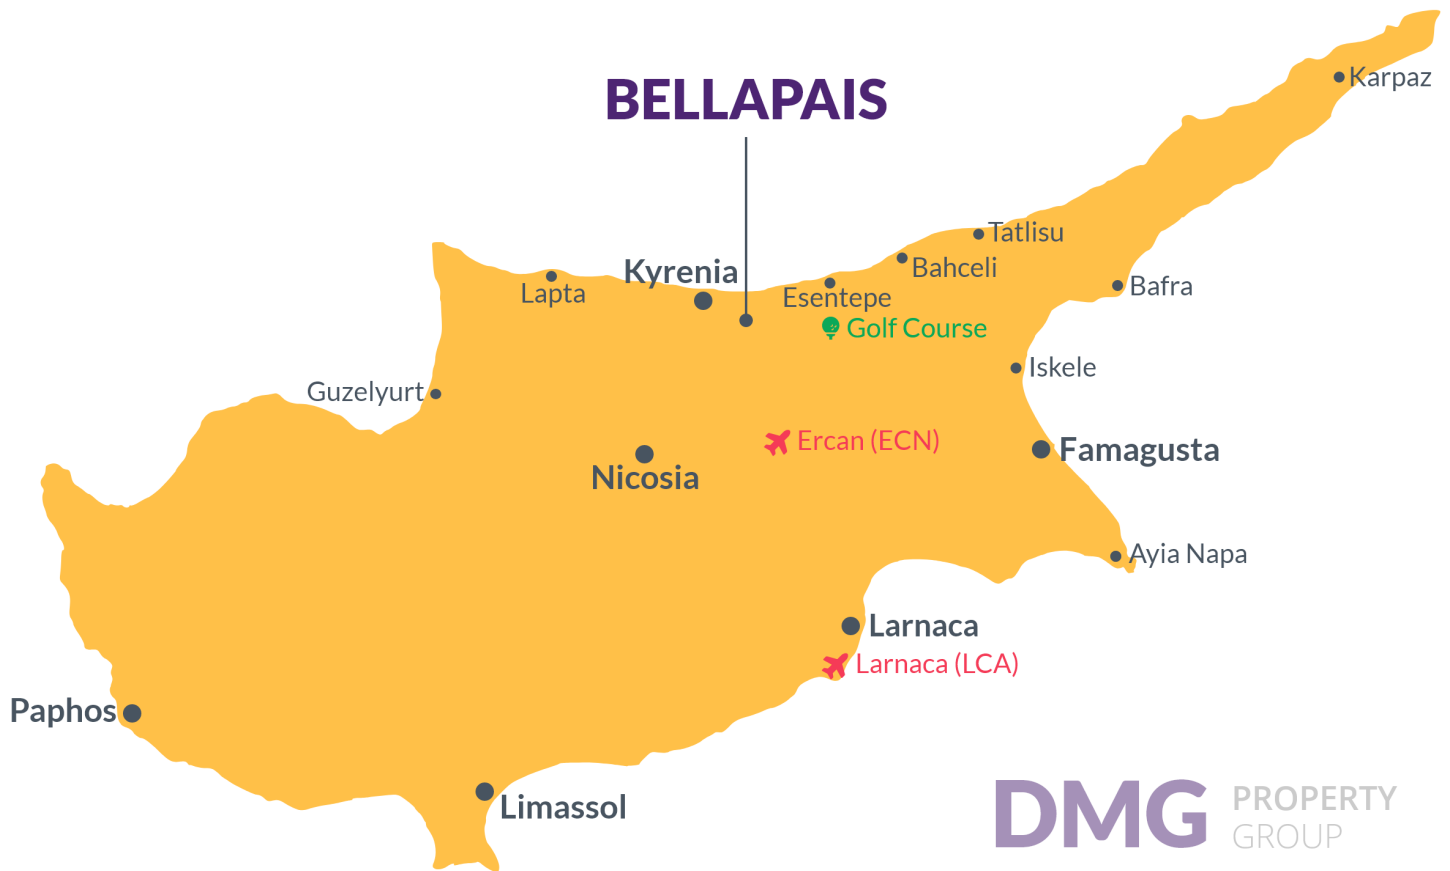 Karpaz
BELLAPAIS
Tatlisu
Kyrenia
Bahceli
Lapta
Esentepe
Bafra
Golf Course
Iskele
Guzelyurt
Ercan (ECN)
Famagusta
Nicosia
Ayia Napa
Larnaca
Larnaca (LCA)
Paphos
Limassol
DMG PROPERTY
GROUP